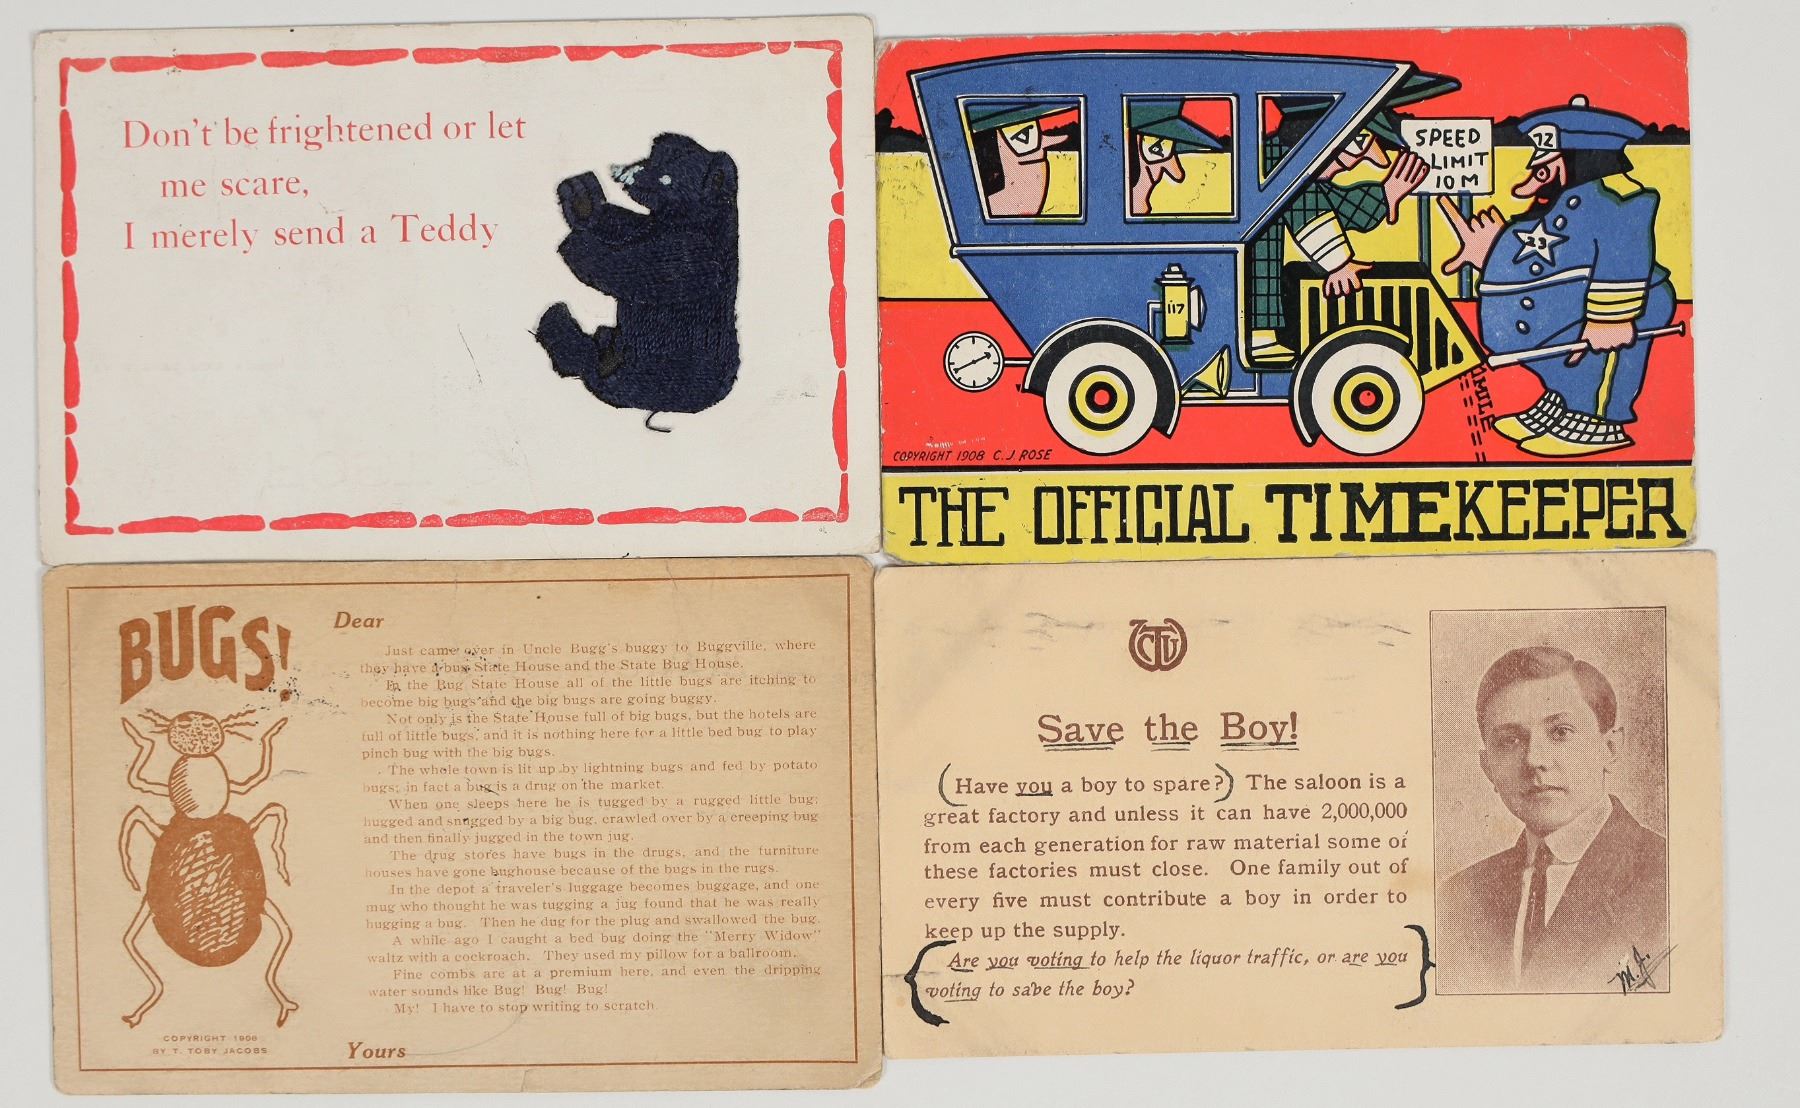 Don't be frightened or let
me scare,
I merely send a Teddy
SPEED
LIMIT
10 M
72
23
117
1 MILE
COPYRIGHT 1908 C. J. ROSE
THE OFFICIAL TIMEKEEPER
BUGS!
Dear
Just came over in Uncle Bugg's buggy to Buggville, where
they have a bug State House and the State Bug House.
In the Bug State House all of the little bugs are itching to
become big bugs and the big bugs are going buggy.
Not only is the State House full of big bugs, but the hotels are
full of little bugs, and it is nothing here for a little bed bug to play
pinch bug with the big bugs.
The whole town is lit up by lightning bugs and fed by potato
bugs; in fact a bug is a drug on the market.
When one sleeps here he is tugged by a rugged little bug;
hugged and snugged by a big bug, crawled over by a creeping bug
and then finally jugged in the town jug.
The drug stores have bugs in the drugs, and the furniture
houses have gone bughouse because of the bugs in the rugs.
In the depot a traveler's luggage becomes buggage, and one
mug who thought he was tugging a jug found that he was really
hugging a bug. Then he dug for the plug and swallowed the bug.
A while ago I caught a bed bug doing the "Merry Widow"
waltz with a cockroach. They used my pillow for a ballroom.
Fine combs are at a premium here, and even the dripping
water sounds like Bug! Bug! Bug!
My! I have to stop writing to scratch.
Yours
COPYRIGHT 1908
BY T. TOBY JACOBS
Save the Boy!
(Have you a boy to spare?) The saloon is a
great factory and unless it can have 2,000,000
from each generation for raw material some of
these factories must close. One family out of
every five must contribute a boy in order to
keep up the supply.
Are you voting to help the liquor traffic, or are you
voting to save the boy?
M.J.